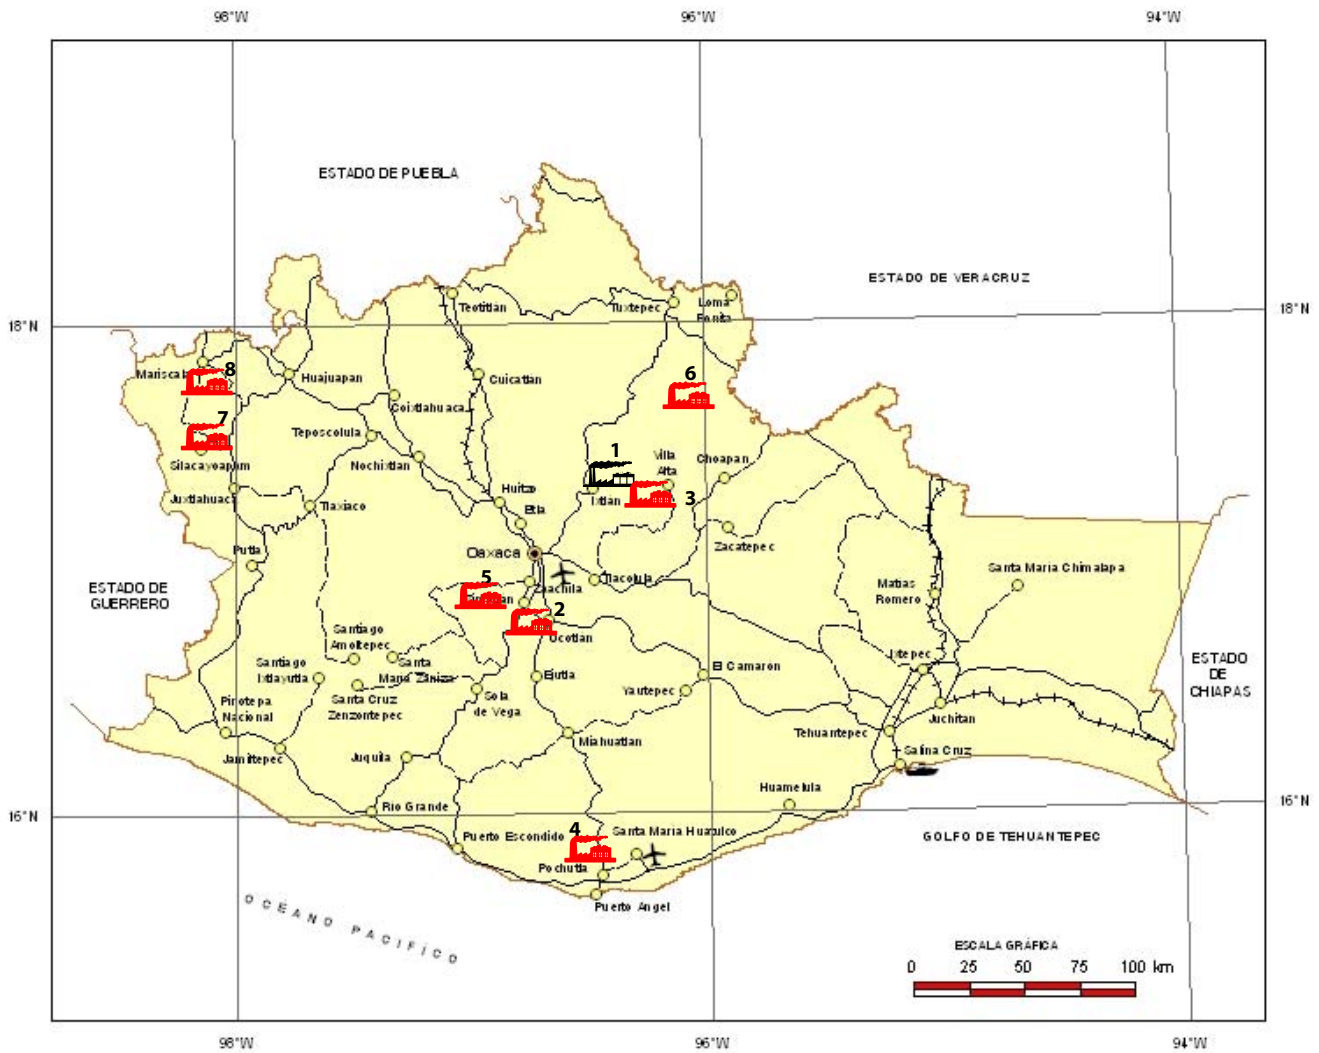 98°W
96°W
94°W
ESTADO DE PUEBLA
ESTADO DE VERACRUZ
Teotitlan
Tuxtepec
Loma
Bonita
18°N
18°N
Mariscala
8
Huajuapan
Cuicatlan
6
Coixtlahuaca
7
Teposcolula
Silacayoapam
Nochixtlan
1
Villa
Alta
Choapan
Juxtlahuaca
Huitzo
Ixtlan
3
Tlaxiaco
Etla
Putla
Oaxaca
Zacatepec
ESTADO DE
GUERRERO
5
Zaachila
Tlacolula
Matias
Romero
Santa Maria Chimalapa
2
Ocotlan
Santiago
Amoltepec
Santiago
Ixtlayutla
Santa
Maria Zaniza
Ejutla
El Camaron
Ixtepec
ESTADO
DE
CHIAPAS
Santa Cruz
Zenzontepec
Sola
de Vega
Yautepec
Pinotepa
Nacional
Juchitan
Jamiltepec
Juquila
Miahuatlan
Tehuantepec
Salina Cruz
Rio Grande
Huamelula
16°N
16°N
Puerto Escondido
4
Santa Maria Huatulco
GOLFO DE TEHUANTEPEC
Pochutla
Puerto Angel
OCEANO PACIFICO
ESCALA GRÁFICA
0 25 50 75 100 km
98°W
96°W
94°W